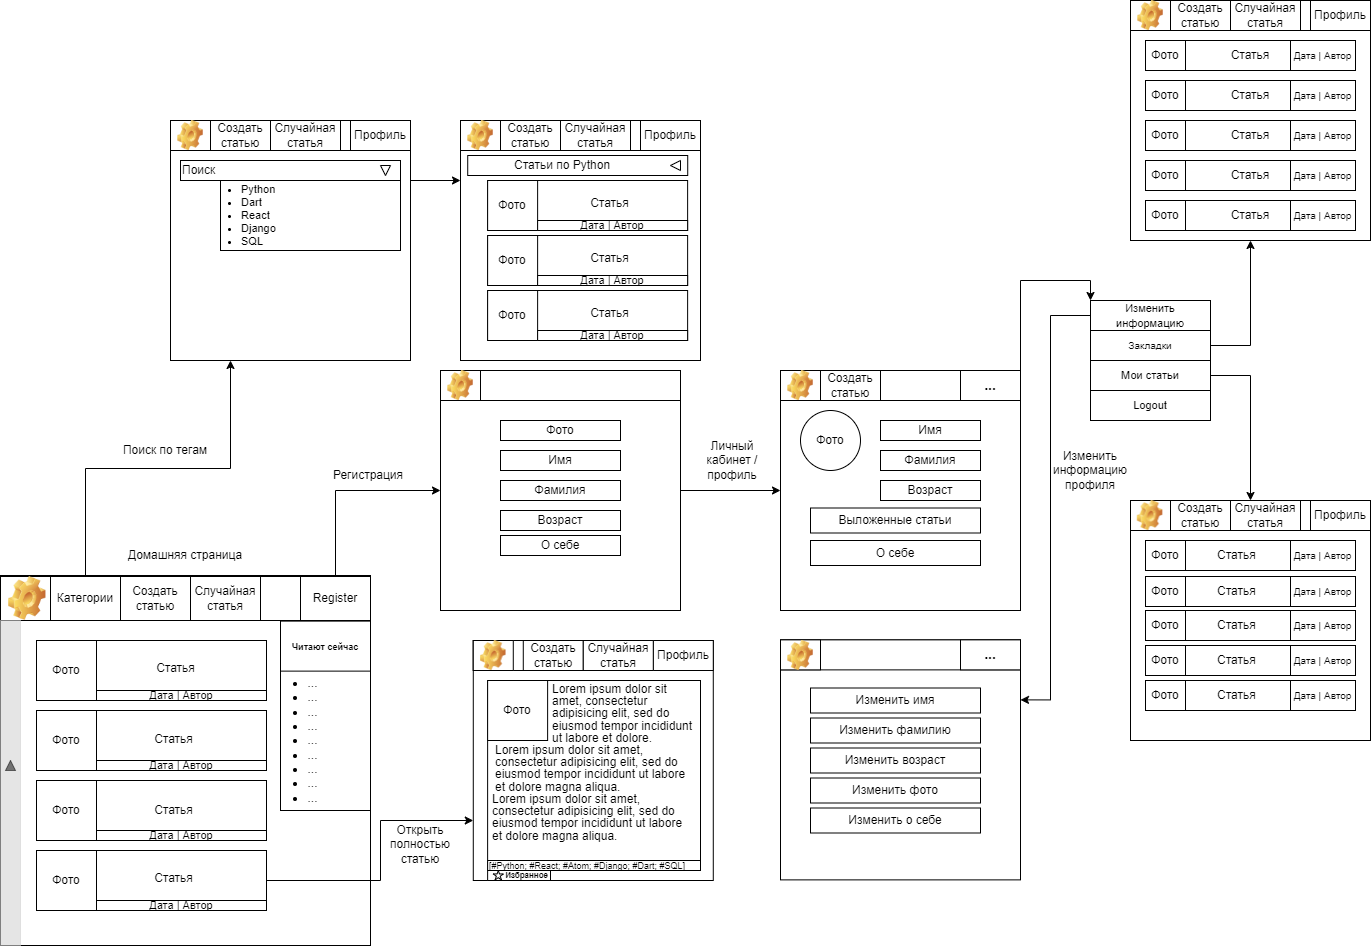 Создать
статью
Случайная
статья
Профиль
Фото
Статья
Дата | Автор
Фото
Статья
Дата | Автор
Фото
Статья
Дата | Автор
Фото
Статья
Дата | Автор
Фото
Статья
Дата | Автор
Создать
статью
Случайная
статья
Профиль
Поиск
Python
Dart
React
Django
SQL
Создать
статью
Случайная
статья
Профиль
Статьи по Python
Фото
Статья
Дата | Автор
Фото
Статья
Дата | Автор
Фото
Статья
Дата | Автор
Изменить
информацию
Закладки
Мои статьи
Logout
Поиск по тегам
Регистрация
Фото
Имя
Фамилия
Возраст
О себе
Личный
кабинет /
профиль
Создать
статью
...
Фото
Имя
Фамилия
Возраст
Выложенные статьи
О себе
Изменить
информацию
профиля
Создать
статью
Случайная
статья
Профиль
Фото
Статья
Дата | Автор
Фото
Статья
Дата | Автор
Фото
Статья
Дата | Автор
Фото
Статья
Дата | Автор
Фото
Статья
Дата | Автор
Домашняя страница
Категории
Создать
статью
Случайная
статья
Register
Читают сейчас
...
...
...
...
...
...
...
...
...
Фото
Статья
Дата | Автор
Фото
Статья
Дата | Автор
Фото
Статья
Дата | Автор
Фото
Статья
Дата | Автор
Открыть
полностью
статью
Создать
статью
Случайная
статья
Профиль
Фото
Lorem ipsum dolor sit
amet, consectetur
adipisicing elit, sed do
eiusmod tempor incididunt
ut labore et dolore.
Lorem ipsum dolor sit amet,
consectetur adipisicing elit, sed do
eiusmod tempor incididunt ut labore
et dolore magna aliqua.
Lorem ipsum dolor sit amet,
consectetur adipisicing elit, sed do
eiusmod tempor incididunt ut labore
et dolore magna aliqua.
[#Python; #React; #Atom; #Django; #Dart; #SQL]
Избранное
...
Изменить имя
Изменить фамилию
Изменить возраст
Изменить фото
Изменить о себе